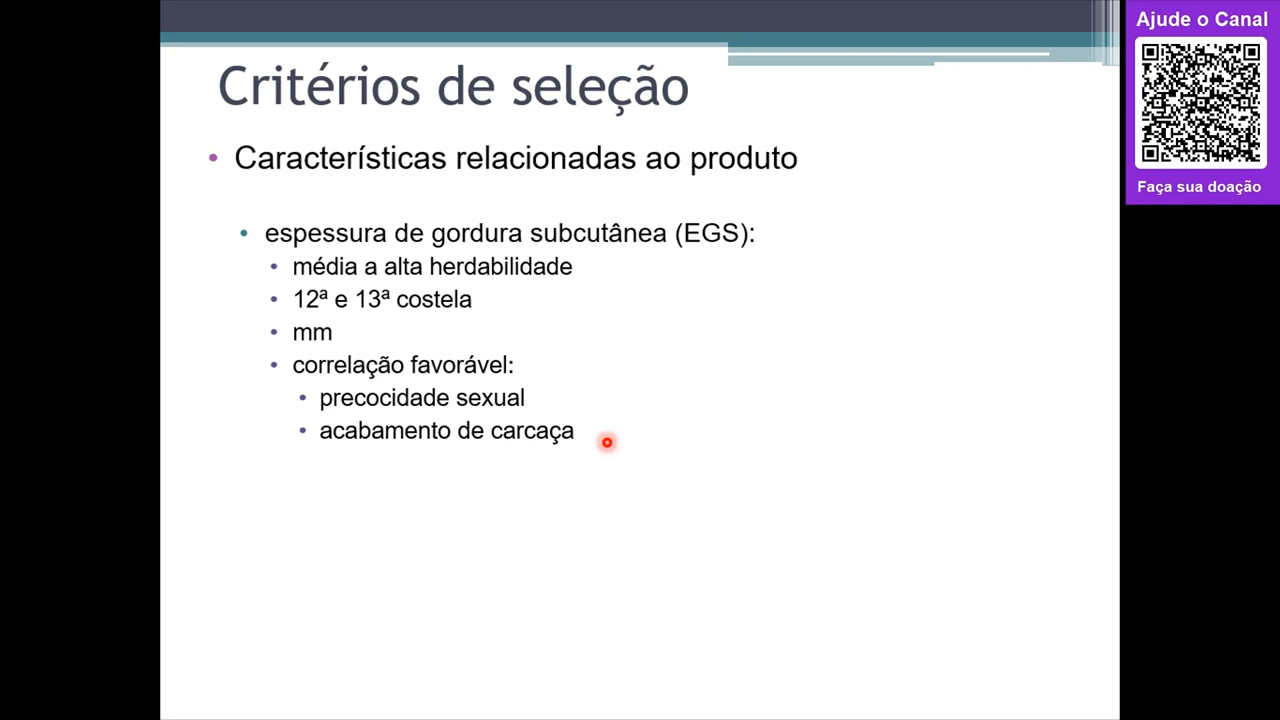 Critérios de seleção
• Características relacionadas ao produto
• espessura de gordura subcutânea (EGS):
• média a alta herdabilidade
• 12ª e 13ª costela
• mm
• correlação favorável:
• precocidade sexual
• acabamento de carcaça
Ajude o Canal
Faça sua doação